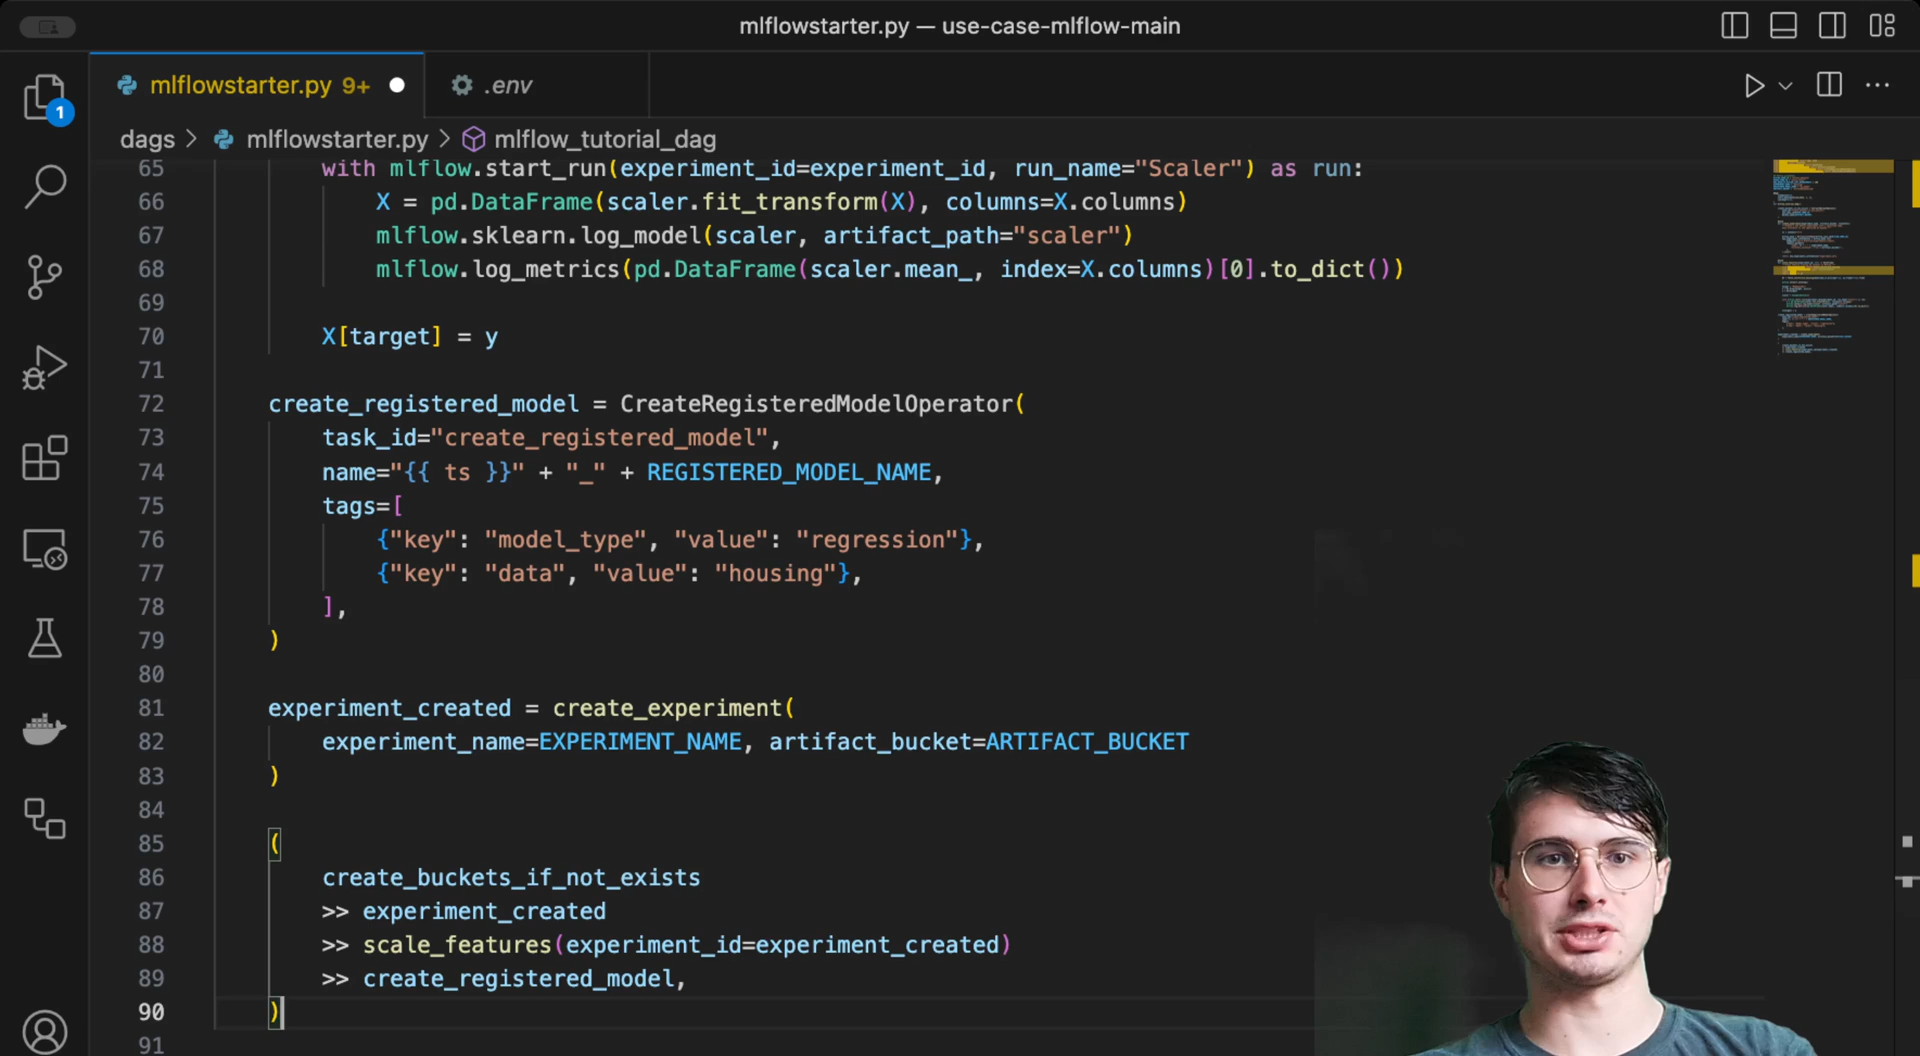 mlflowstarter.py — use-case-mlflow-main
mlflowstarter.py 9+
.env
1
dags > mlflowstarter.py > mlflow_tutorial_dag
65 with mlflow.start_run(experiment_id=experiment_id, run_name="Scaler") as run:
66 X = pd.DataFrame(scaler.fit_transform(X), columns=X.columns)
67 mlflow.sklearn.log_model(scaler, artifact_path="scaler")
68 mlflow.log_metrics(pd.DataFrame(scaler.mean_, index=X.columns)[0].to_dict())
69
70 X[target] = y
71
72 create_registered_model = CreateRegisteredModelOperator(
73 task_id="create_registered_model",
74 name="{{ ts }}" + "_" + REGISTERED_MODEL_NAME,
75 tags=[
76 {"key": "model_type", "value": "regression"},
77 {"key": "data", "value": "housing"},
78 ],
79 )
80
81 experiment_created = create_experiment(
82 experiment_name=EXPERIMENT_NAME, artifact_bucket=ARTIFACT_BUCKET
83 )
84
85 (
86 create_buckets_if_not_exists
87 >> experiment_created
88 >> scale_features(experiment_id=experiment_created)
89 >> create_registered_model,
90 )
91